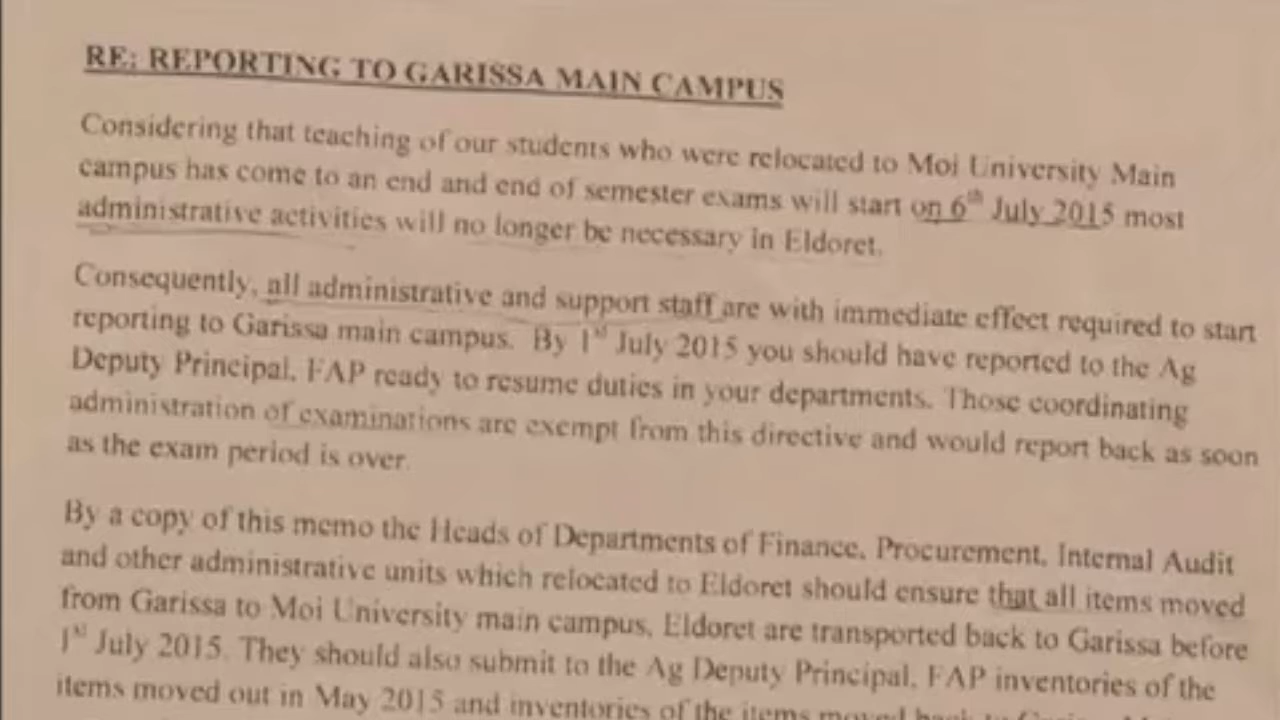 RE: REPORTING TO GARISSA MAIN CAMPUS
Considering that teaching of our students who were relocated to Moi University Main
campus has come to an end and end of semester exams will start on 6th July 2015 most
administrative activities will no longer be necessary in Eldoret.
Consequently, all administrative and support staff are with immediate effect required to start
reporting to Garissa main campus. By 1st July 2015 you should have reported to the Ag
Deputy Principal, FAP ready to resume duties in your departments. Those coordinating
administration of examinations are exempt from this directive and would report back as soon
as the exam period is over.
By a copy of this memo the Heads of Departments of Finance, Procurement, Internal Audit
and other administrative units which relocated to Eldoret should ensure that all items moved
from Garissa to Moi University main campus, Eldoret are transported back to Garissa before
1st July 2015. They should also submit to the Ag Deputy Principal, FAP inventories of the
items moved out in May 2015 and inventories of the items moved back to